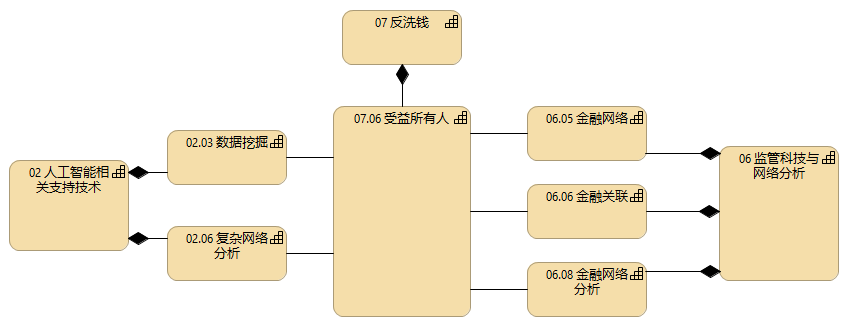 07 反洗钱
07.06 受益所有人
02 人工智能相
关支持技术
02.03 数据挖掘
02.06 复杂网络
分析
06.05 金融网络
06.06 金融关联
06.08 金融网络
分析
06 监管科技与
网络分析